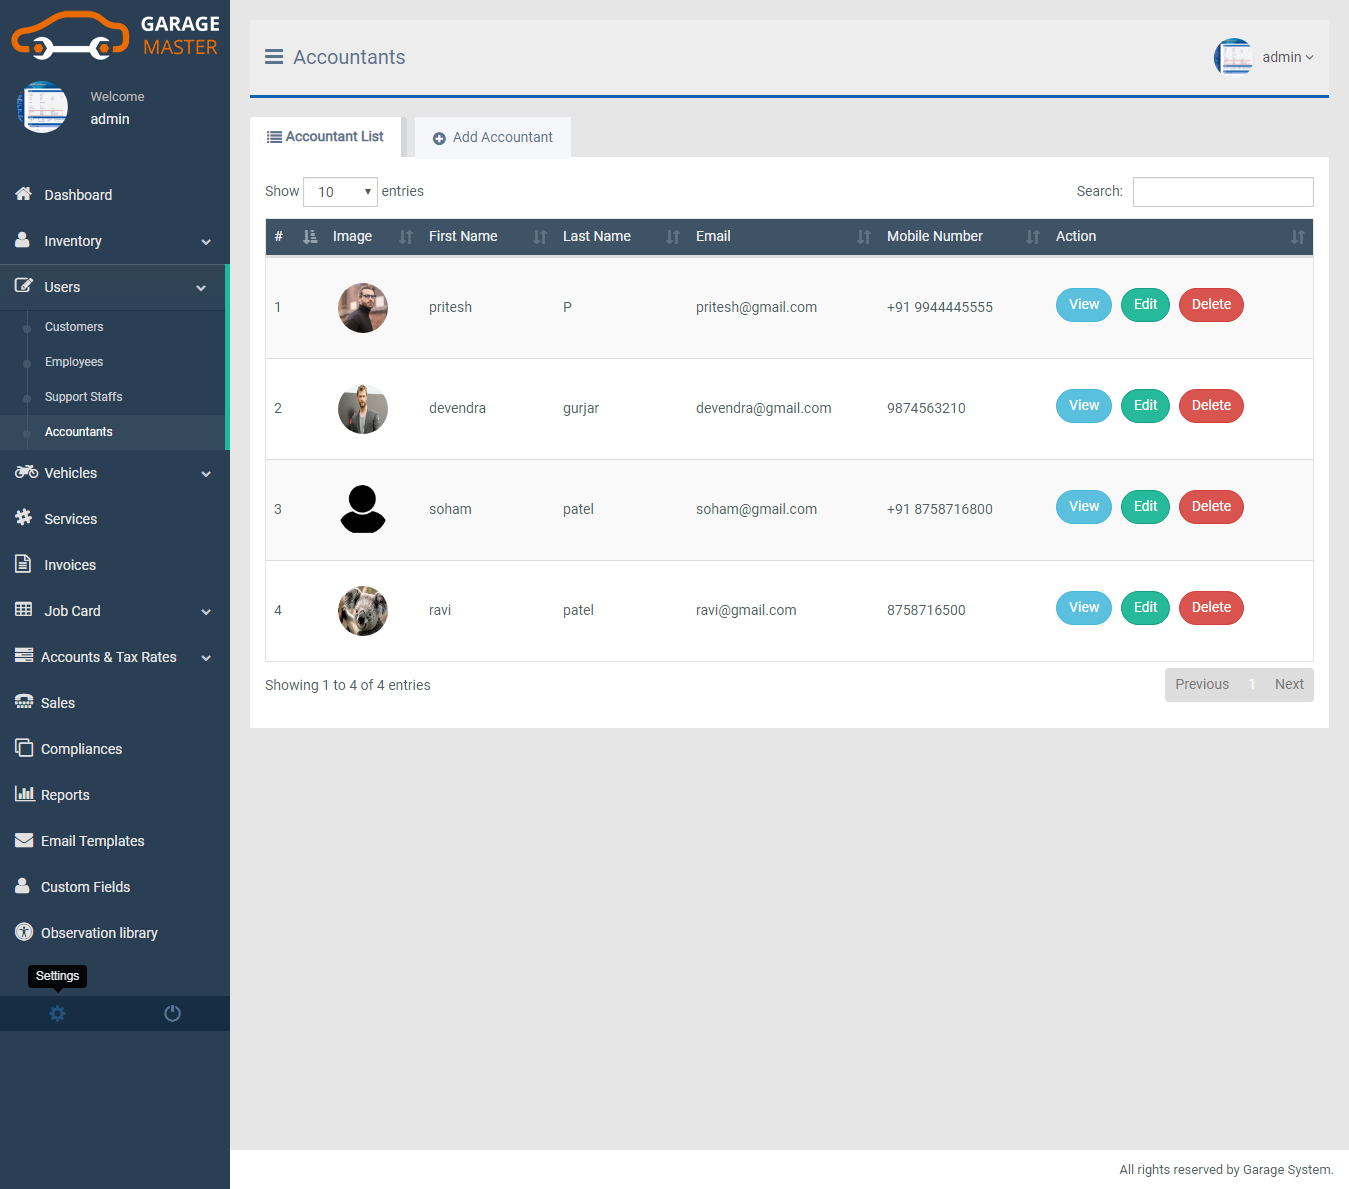 GARAGE
MASTER
Welcome
admin
Dashboard
Inventory
Users
Customers
Employees
Support Staffs
Accountants
Vehicles
Services
Invoices
Job Card
Accounts & Tax Rates
Sales
Compliances
Reports
Email Templates
Custom Fields
Observation library
Settings
Accountants
admin
Accountant List
Add Accountant
Show 10 entries
Search:
# Image First Name Last Name Email Mobile Number Action
1 pritesh P pritesh@gmail.com +91 9944445555 View Edit Delete
2 devendra gurjar devendra@gmail.com 9874563210 View Edit Delete
3 soham patel soham@gmail.com +91 8758716800 View Edit Delete
4 ravi patel ravi@gmail.com 8758716500 View Edit Delete
Showing 1 to 4 of 4 entries
Previous 1 Next
All rights reserved by Garage System.